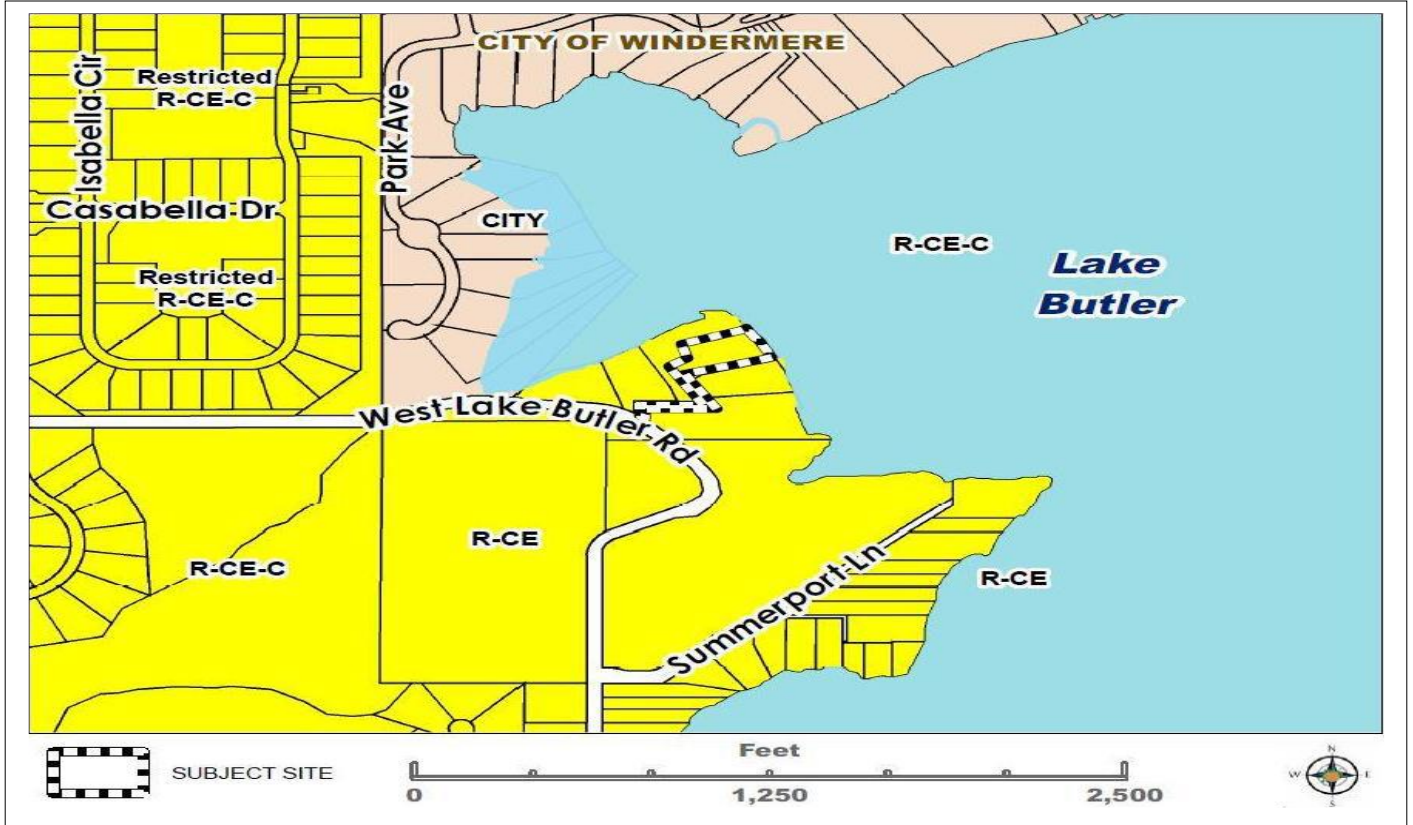 CITY OF WINDERMERE
Isabella Cir
Restricted
R-CE-C
Park Ave
Casabella Dr
CITY
R-CE-C
Lake
Butler
Restricted
R-CE-C
West Lake Butler Rd
R-CE
R-CE-C
Summerport Ln
R-CE
SUBJECT SITE
Feet
0
1,250
2,500
N
W
E
S